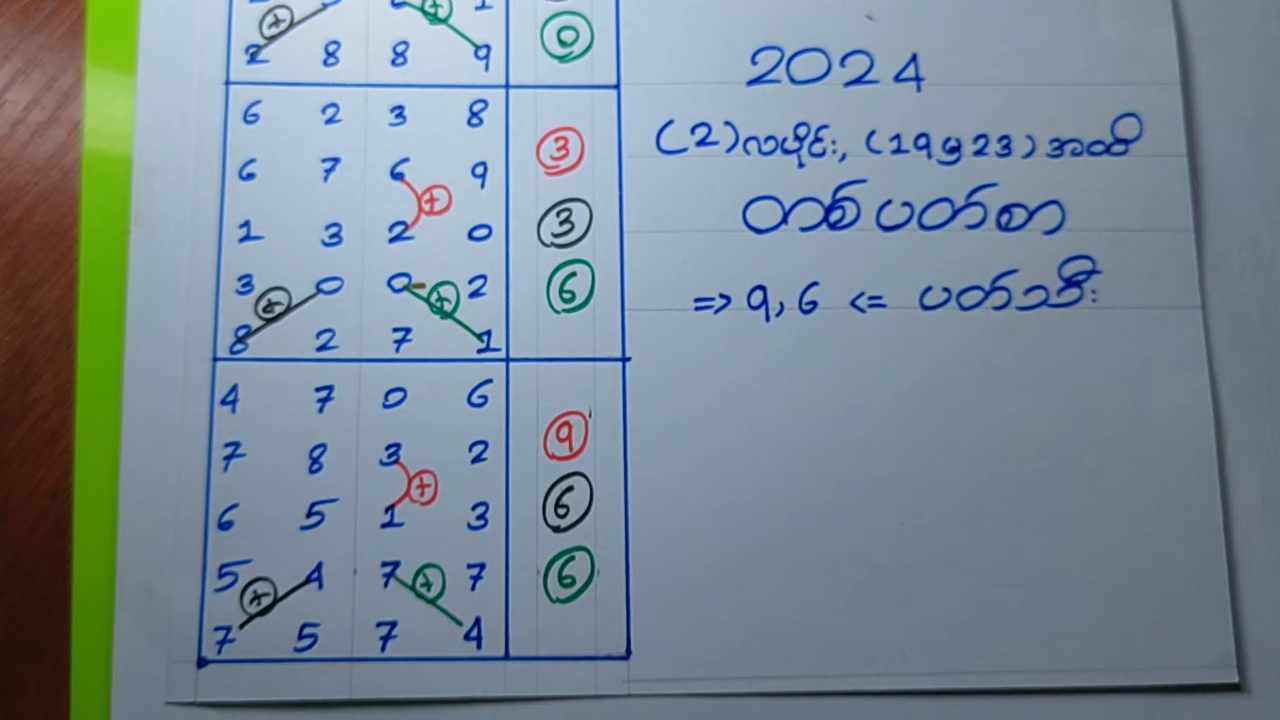 + +
2 8 8 9 0
6 2 3 8
3
6 7 6 9
+
1 3 2 0 3
3 0 0 2 6
+ +
8 2 7 1
4 7 0 6
9
7 8 3 2
+
6 5 1 3 6
5 4 7 7 6
+ +
7 5 7 4
2024
(2)လပိုင်း, (19မှ23)အထိ
တစ်ပတ်စာ
=> 9,6 <= ပတ်သီး